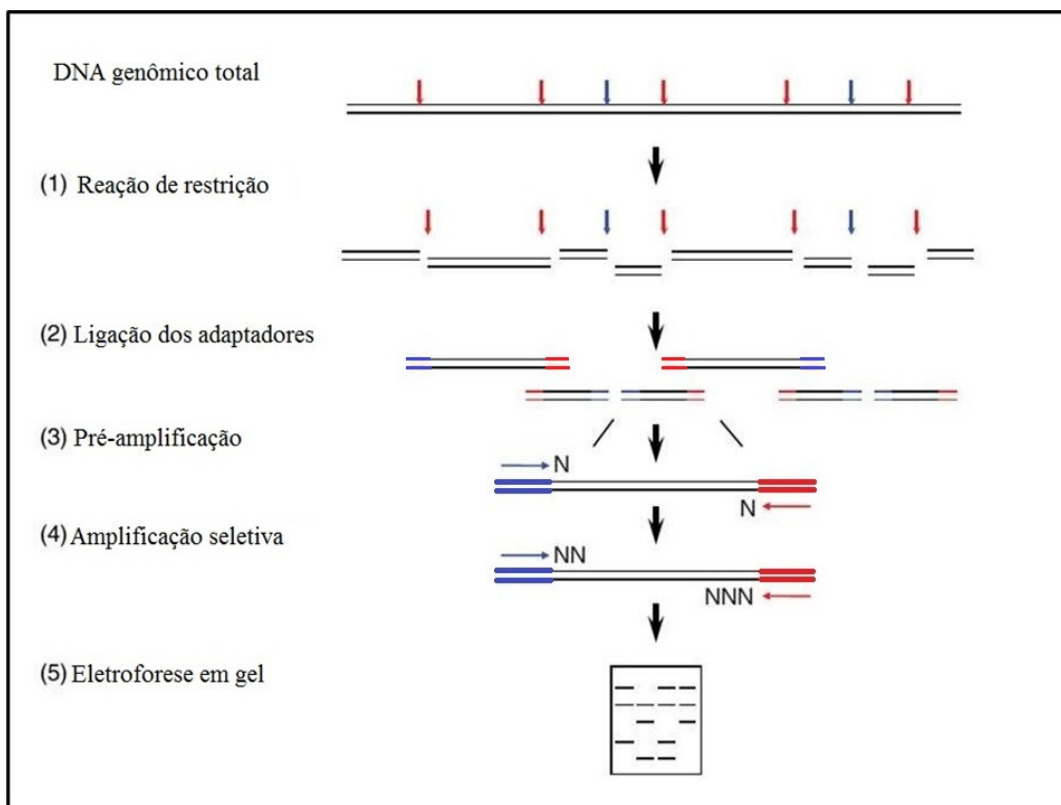 DNA genômico total
(1) Reação de restrição
(2) Ligação dos adaptadores
(3) Pré-amplificação
N
N
(4) Amplificação seletiva
NN
NNN
(5) Eletroforese em gel